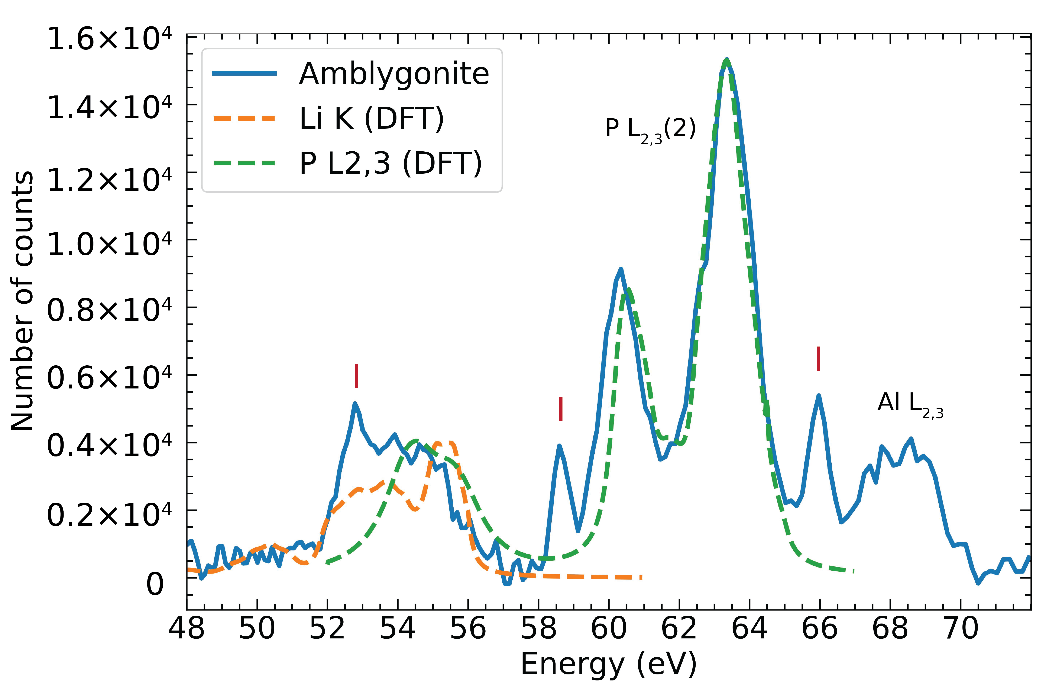 1.6×10⁴
1.4×10⁴
1.2×10⁴
1.0×10⁴
0.8×10⁴
0.6×10⁴
0.4×10⁴
0.2×10⁴
0
Number of counts
Amblygonite
Li K (DFT)
P L2,3 (DFT)
P L₂,₃(2)
Al L₂,₃
48 50 52 54 56 58 60 62 64 66 68 70
Energy (eV)